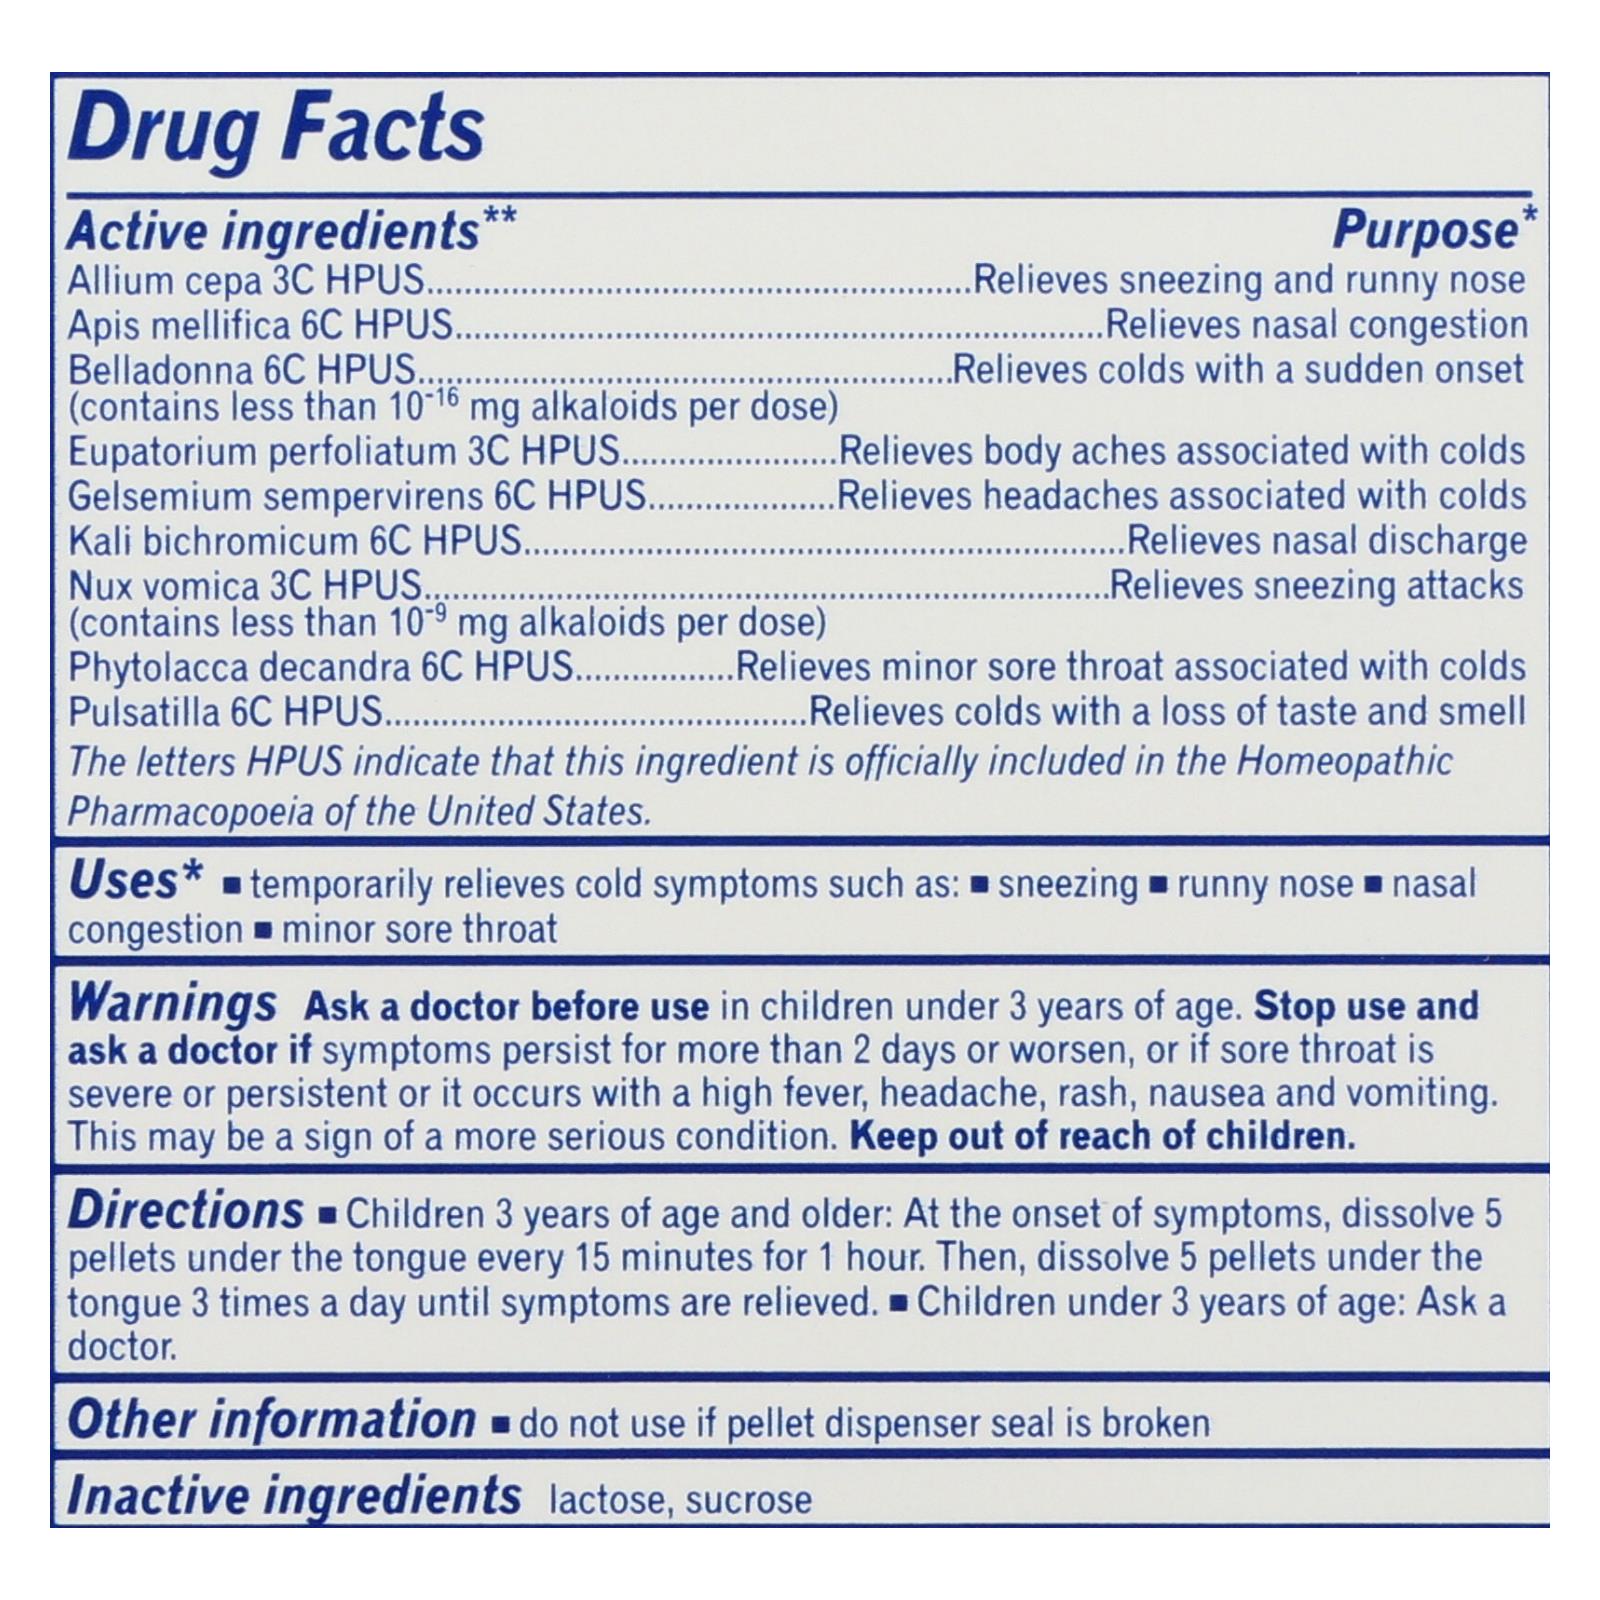 Drug Facts
Active ingredients** Purpose*
Allium cepa 3C HPUS..........Relieves sneezing and runny nose
Apis mellifica 6C HPUS..........Relieves nasal congestion
Belladonna 6C HPUS..........Relieves colds with a sudden onset
(contains less than 10⁻¹⁶ mg alkaloids per dose)
Eupatorium perfoliatum 3C HPUS..........Relieves body aches associated with colds
Gelsemium sempervirens 6C HPUS..........Relieves headaches associated with colds
Kali bichromicum 6C HPUS..........Relieves nasal discharge
Nux vomica 3C HPUS..........Relieves sneezing attacks
(contains less than 10⁻⁹ mg alkaloids per dose)
Phytolacca decandra 6C HPUS..........Relieves minor sore throat associated with colds
Pulsatilla 6C HPUS..........Relieves colds with a loss of taste and smell
The letters HPUS indicate that this ingredient is officially included in the Homeopathic
Pharmacopoeia of the United States.
Uses* ■ temporarily relieves cold symptoms such as: ■ sneezing ■ runny nose ■ nasal
congestion ■ minor sore throat
Warnings Ask a doctor before use in children under 3 years of age. Stop use and
ask a doctor if symptoms persist for more than 2 days or worsen, or if sore throat is
severe or persistent or it occurs with a high fever, headache, rash, nausea and vomiting.
This may be a sign of a more serious condition. Keep out of reach of children.
Directions ■ Children 3 years of age and older: At the onset of symptoms, dissolve 5
pellets under the tongue every 15 minutes for 1 hour. Then, dissolve 5 pellets under the
tongue 3 times a day until symptoms are relieved. ■ Children under 3 years of age: Ask a
doctor.
Other information ■ do not use if pellet dispenser seal is broken
Inactive ingredients lactose, sucrose